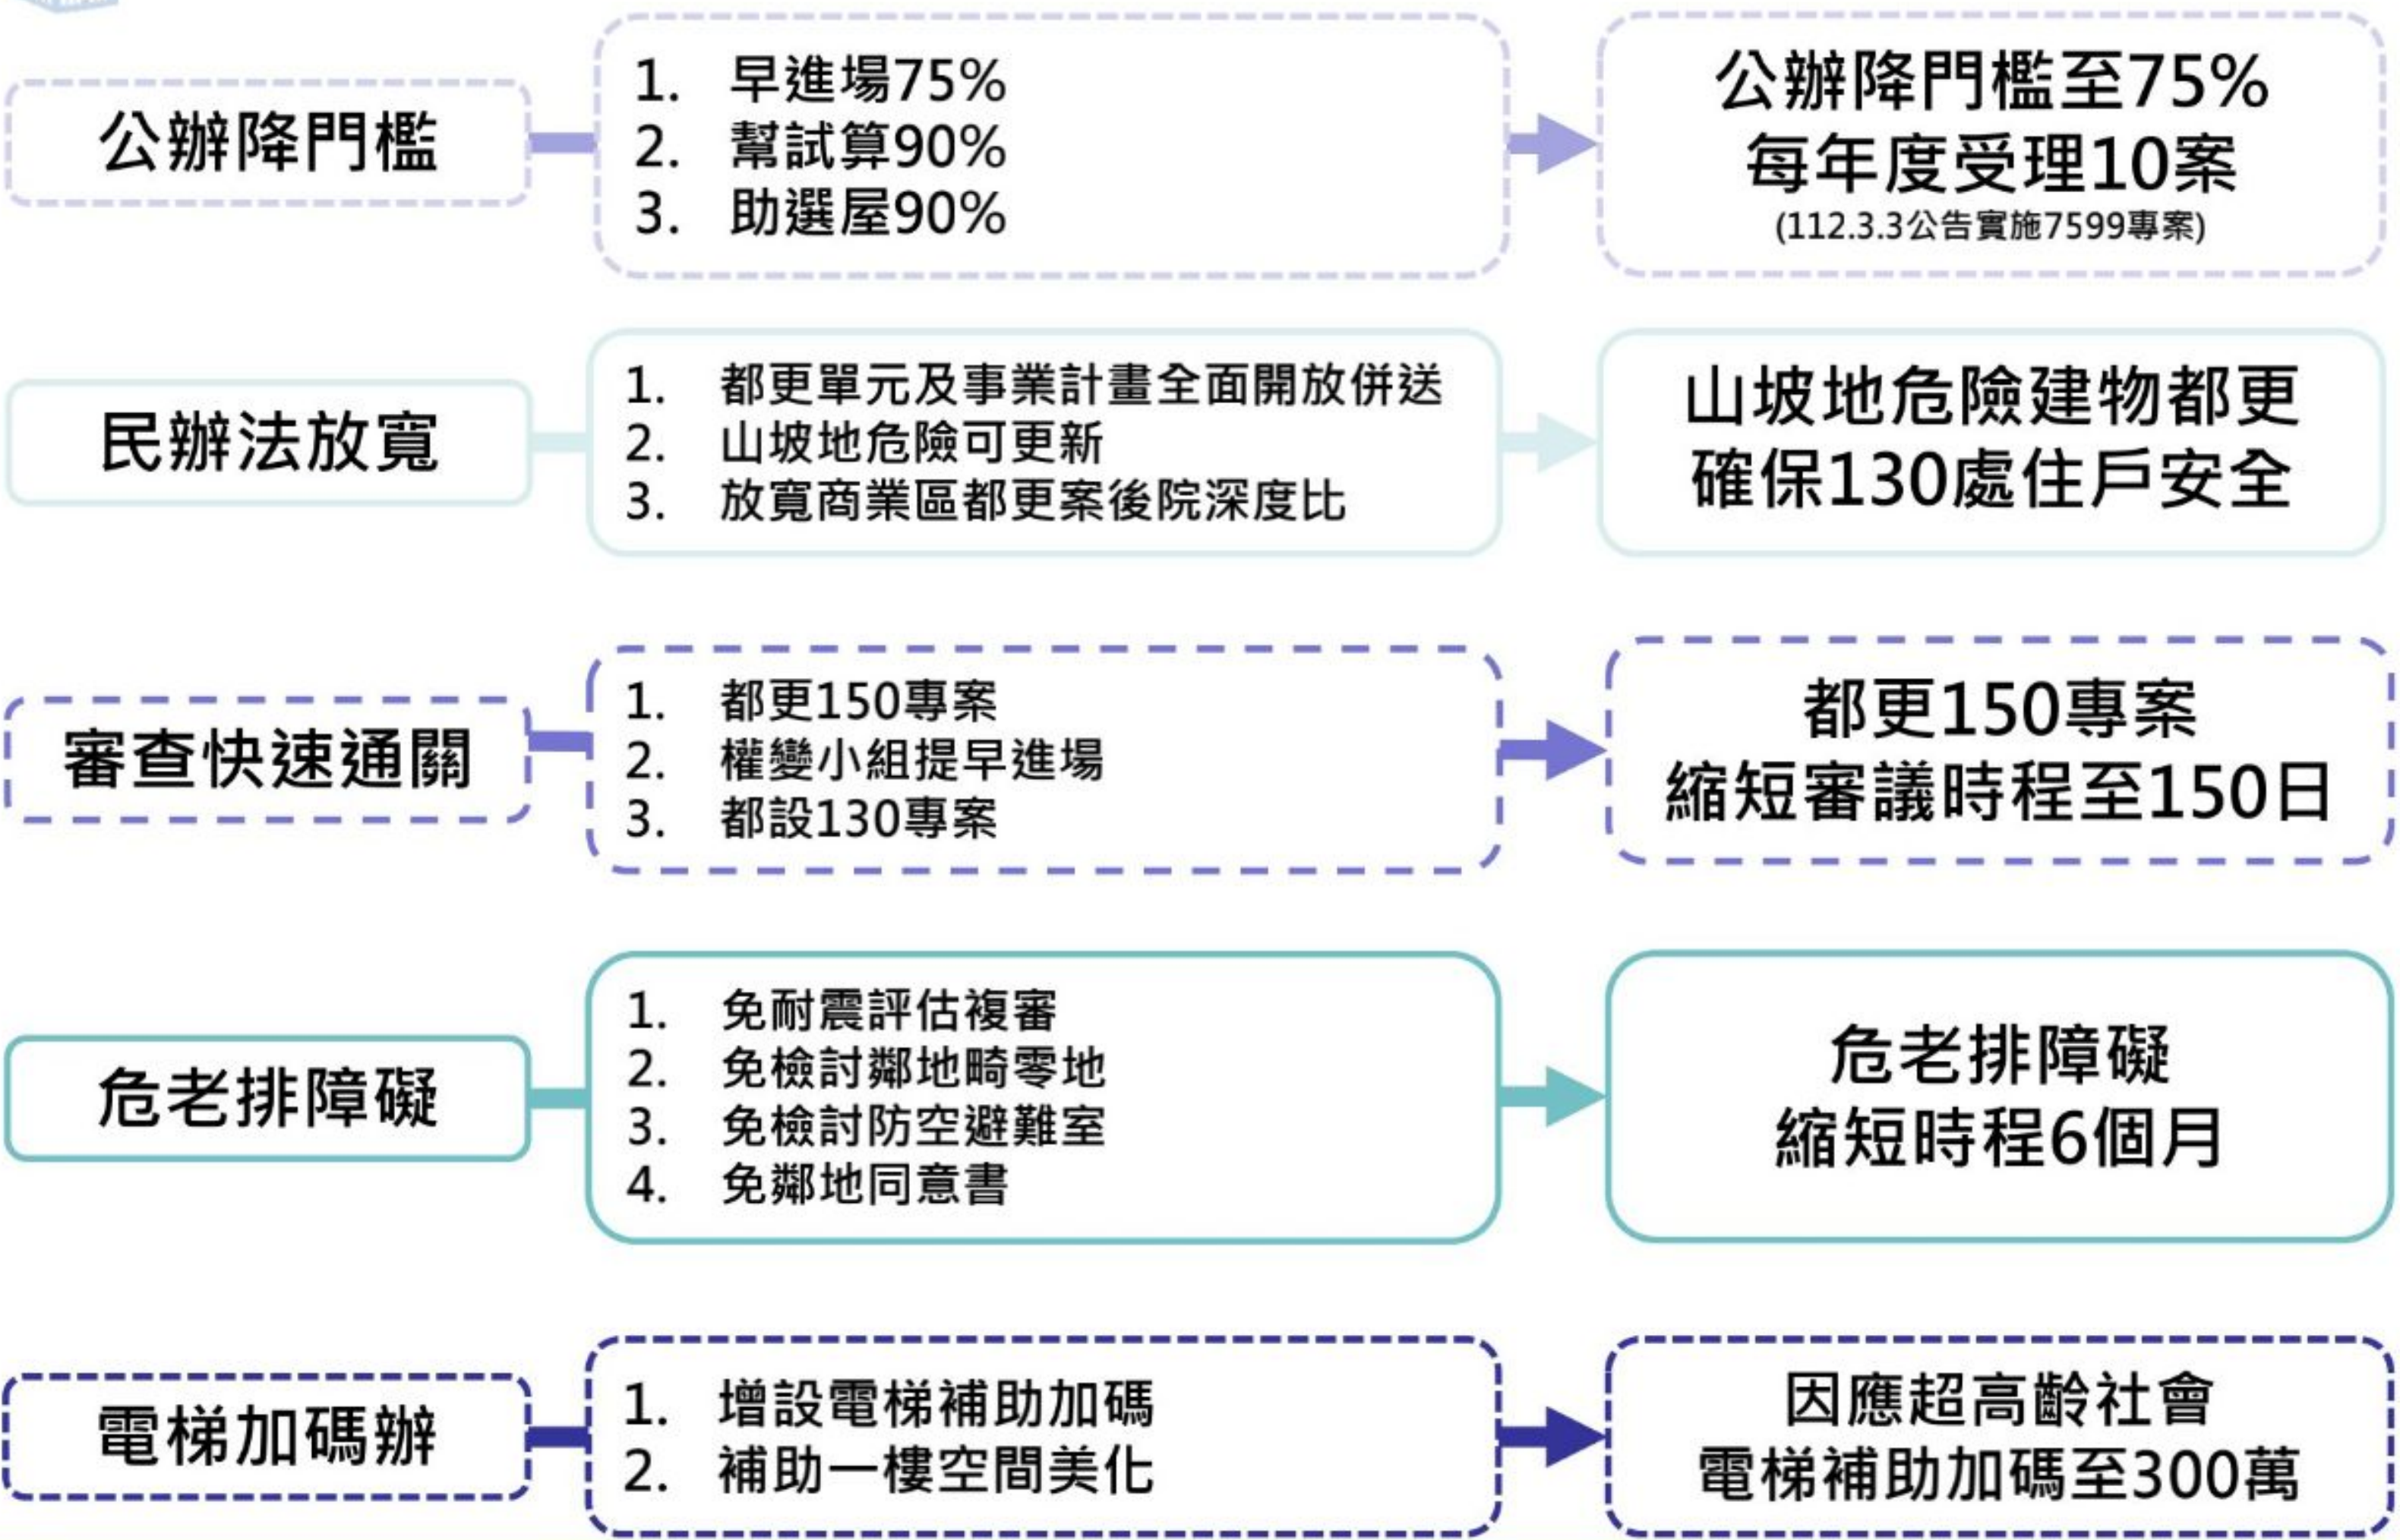 公辦降門檻
1. 早進場75%
2. 幫試算90%
3. 助選屋90%
公辦降門檻至75%
每年度受理10案
(112.3.3公告實施7599專案)
民辦法放寬
1. 都更單元及事業計畫全面開放併送
2. 山坡地危險可更新
3. 放寬商業區都更案後院深度比
山坡地危險建物都更
確保130處住戶安全
審查快速通關
1. 都更150專案
2. 權變小組提早進場
3. 都設130專案
都更150專案
縮短審議時程至150日
危老排障礙
1. 免耐震評估複審
2. 免檢討鄰地畸零地
3. 免檢討防空避難室
4. 免鄰地同意書
危老排障礙
縮短時程6個月
電梯加碼辦
1. 增設電梯補助加碼
2. 補助一樓空間美化
因應超高齡社會
電梯補助加碼至300萬